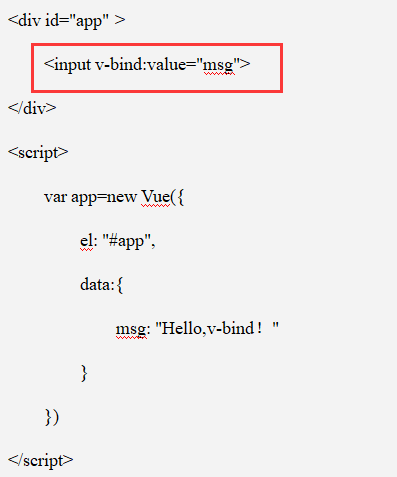 <div id="app" >
<input v-bind:value="msg">
</div>
<script>
var app=new Vue({
el: "#app",
data:{
msg: "Hello,v-bind！"
}
})
</script>